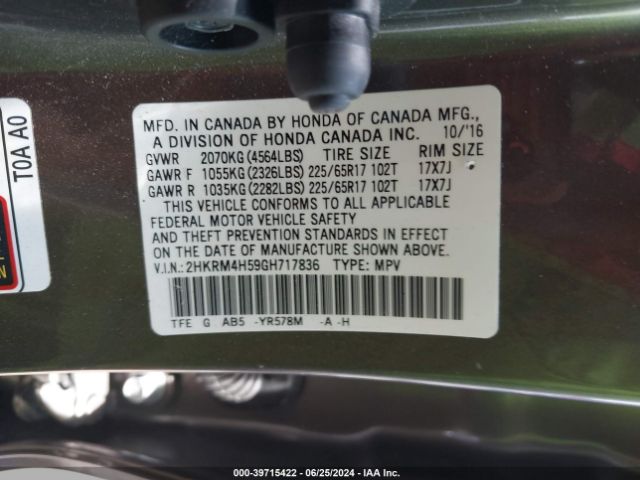 T0A A0
MFD. IN CANADA BY HONDA OF CANADA MFG.,
A DIVISION OF HONDA CANADA INC. 10/'16
GVWR 2070KG (4564LBS) TIRE SIZE RIM SIZE
GAWR F 1055KG (2326LBS) 225/65R17 102T 17X7J
GAWR R 1035KG (2282LBS) 225/65R17 102T 17X7J
THIS VEHICLE CONFORMS TO ALL APPLICABLE
FEDERAL MOTOR VEHICLE SAFETY
AND THEFT PREVENTION STANDARDS IN EFFECT
ON THE DATE OF MANUFACTURE SHOWN ABOVE.
V.I.N.: 2HKRM4H59GH717836 TYPE: MPV
TFE G AB5 -YR578M -A -H
000-39715422 - 06/25/2024 - IAA Inc.